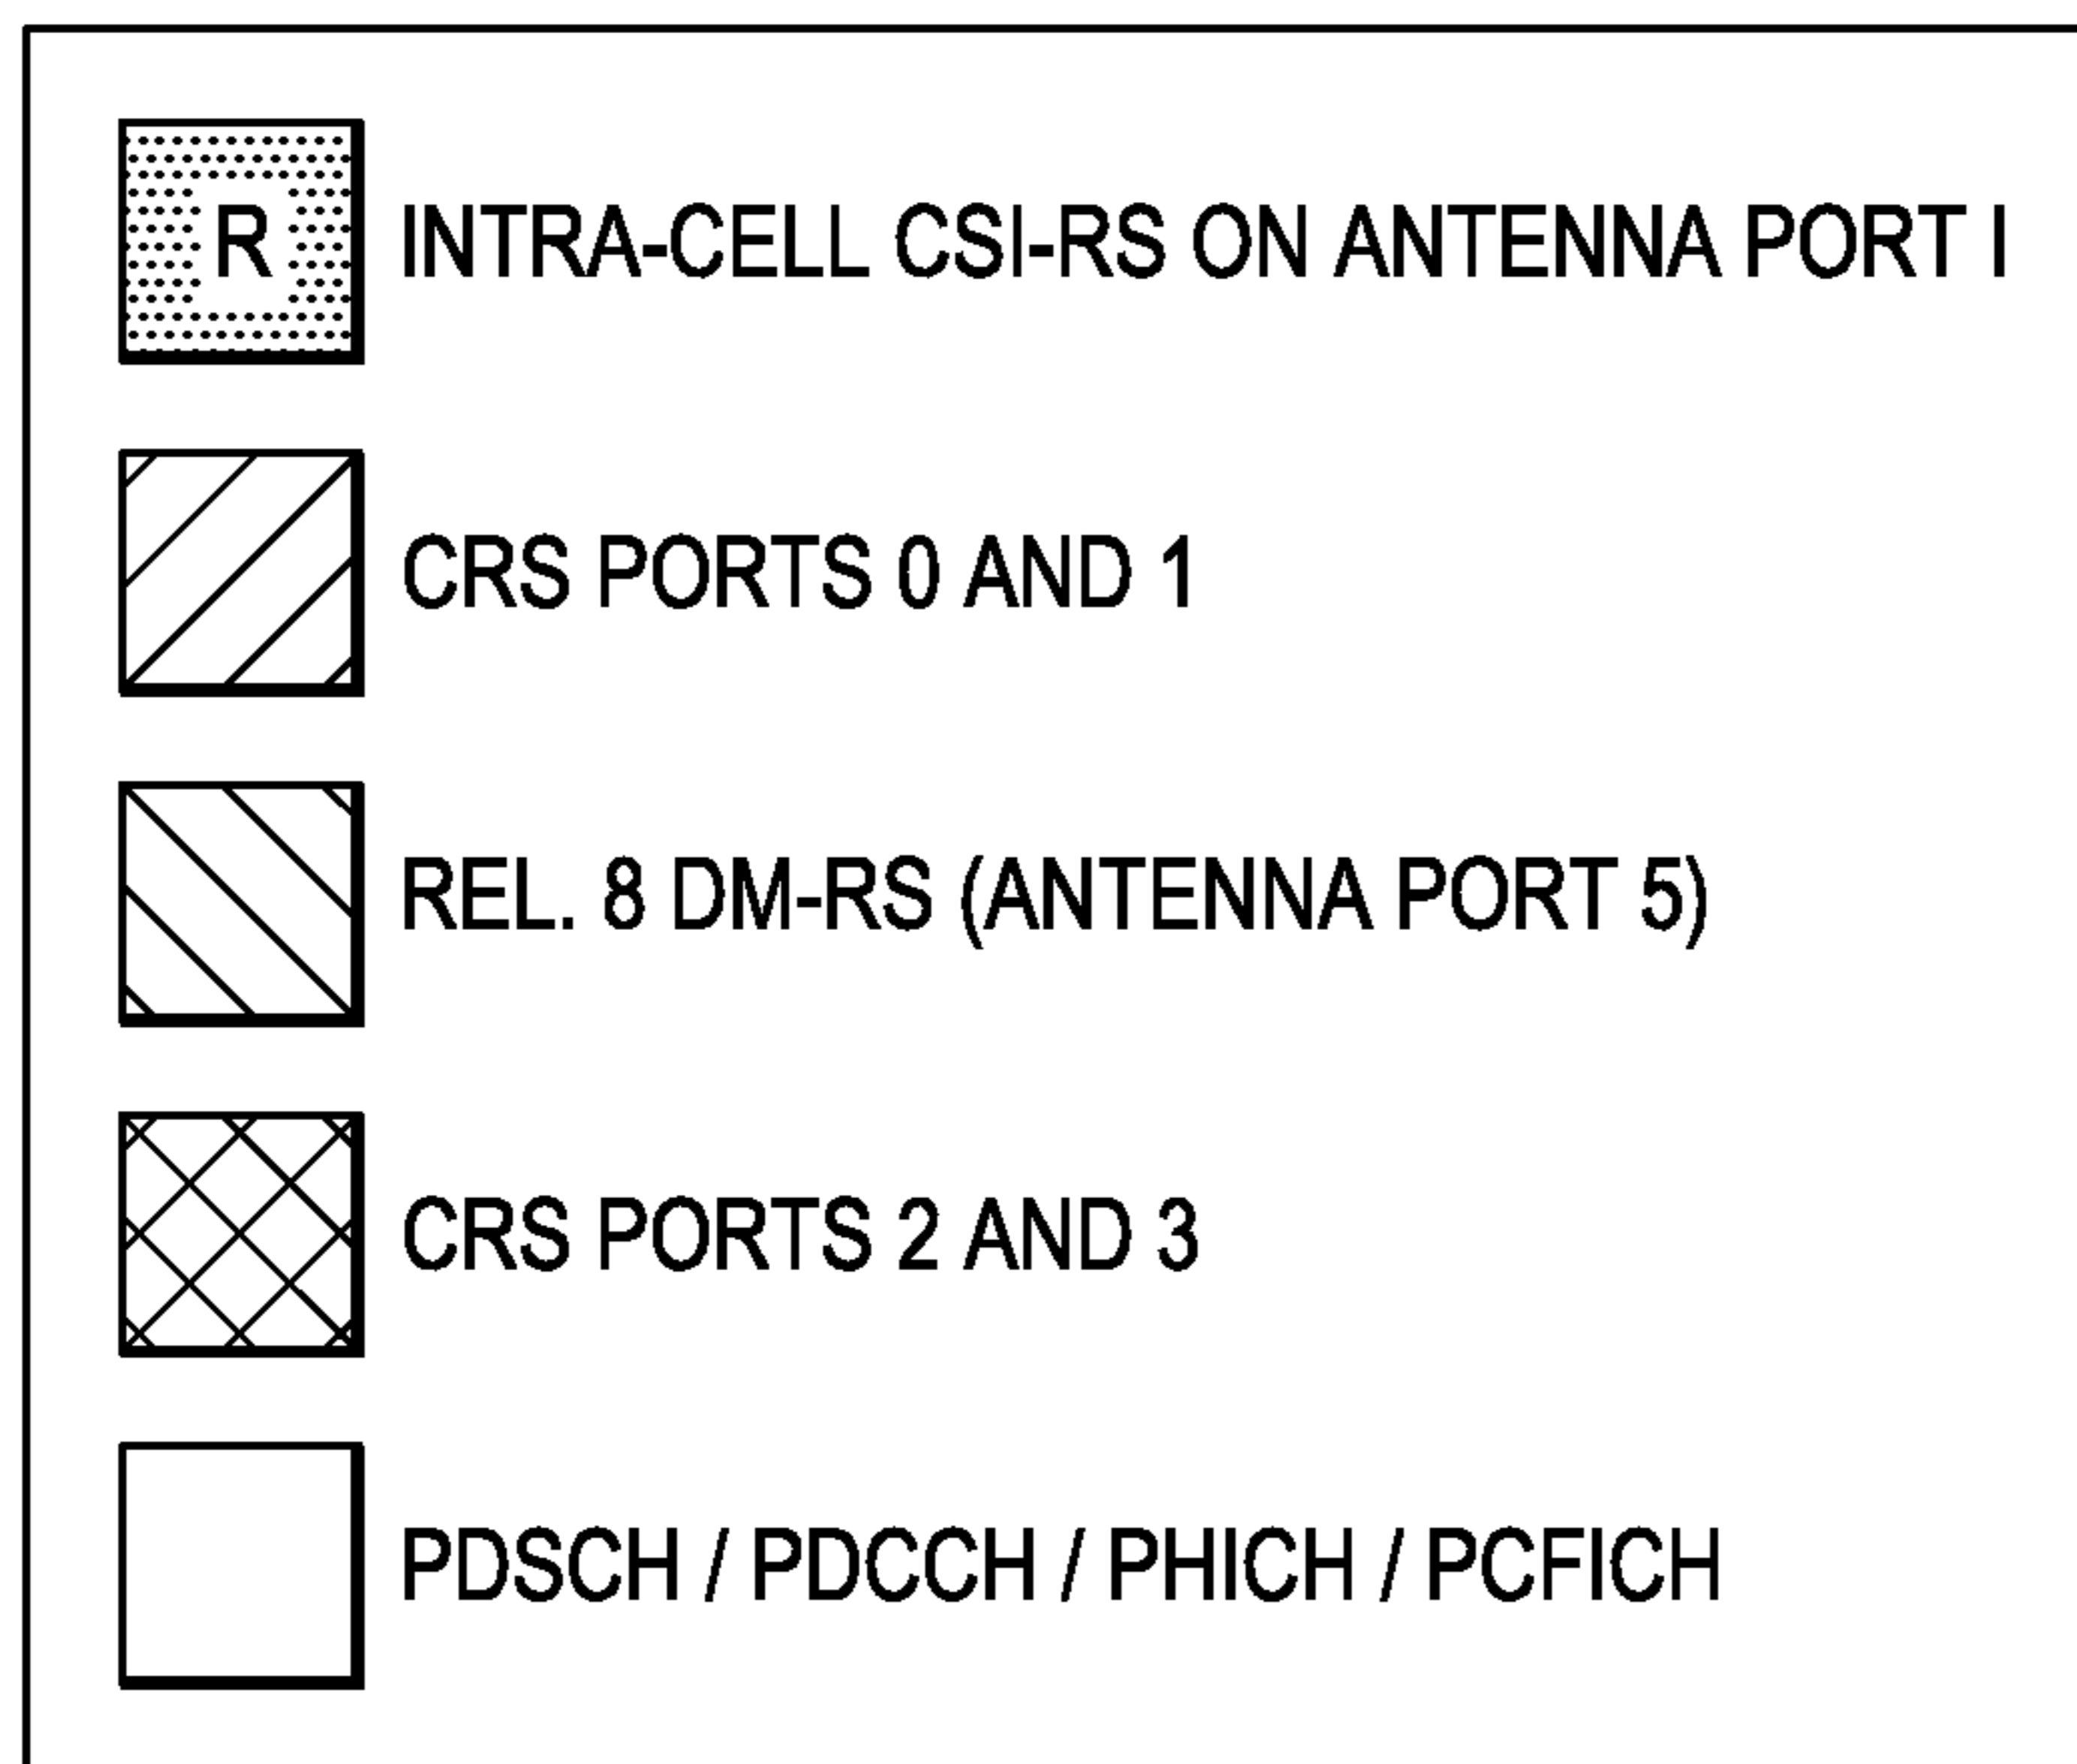 R INTRA-CELL CSI-RS ON ANTENNA PORT I
CRS PORTS 0 AND 1
REL. 8 DM-RS (ANTENNA PORT 5)
CRS PORTS 2 AND 3
PDSCH / PDCCH / PHICH / PCFICH